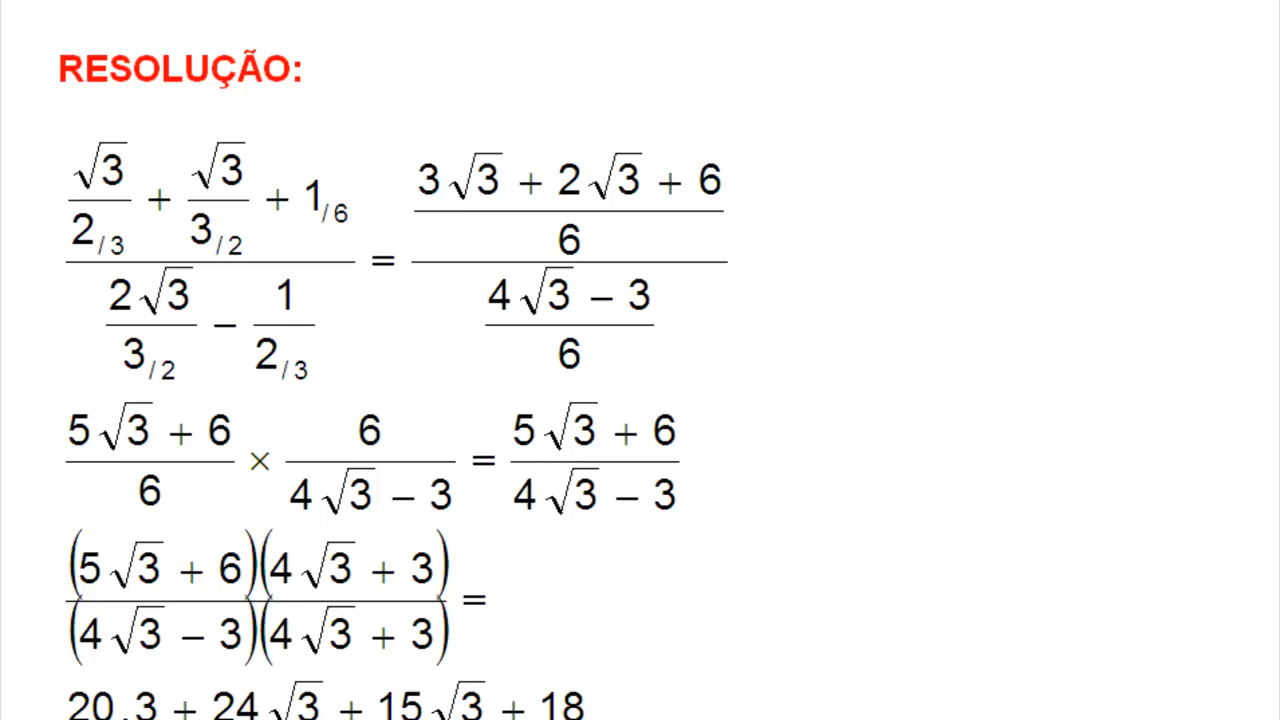 RESOLUÇÃO:
√3 + √3 + 1/6   3√3 + 2√3 + 6
2/3   3/2   6
=
2√3 − 1   4√3 − 3
3/2   2/3   6
5√3 + 6 × 6 = 5√3 + 6
6   4√3 − 3   4√3 − 3
(5√3 + 6)(4√3 + 3) =
(4√3 − 3)(4√3 + 3)
20.3 + 24√3 + 15√3 + 18